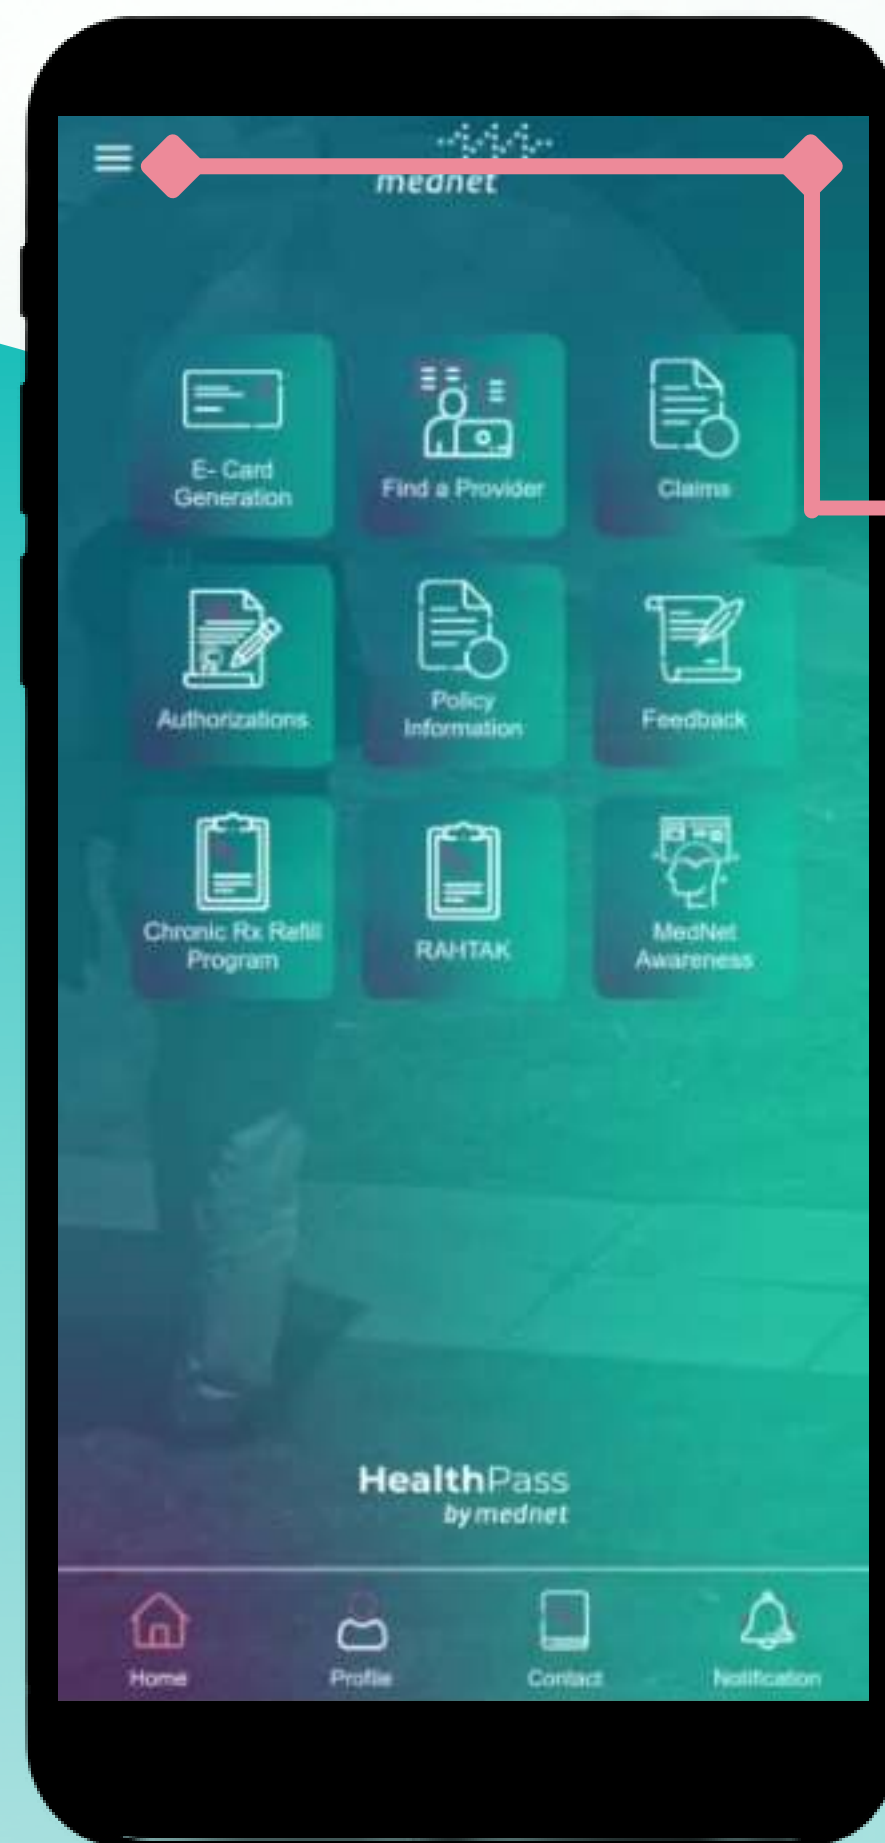 mednet
E- Card
Generation
Find a Provider
Claims
Authorizations
Policy
Information
Feedback
Chronic Rx Refill
Program
RAHTAK
MedNet
Awareness
HealthPass
by mednet
Home
Profile
Contact
Notification